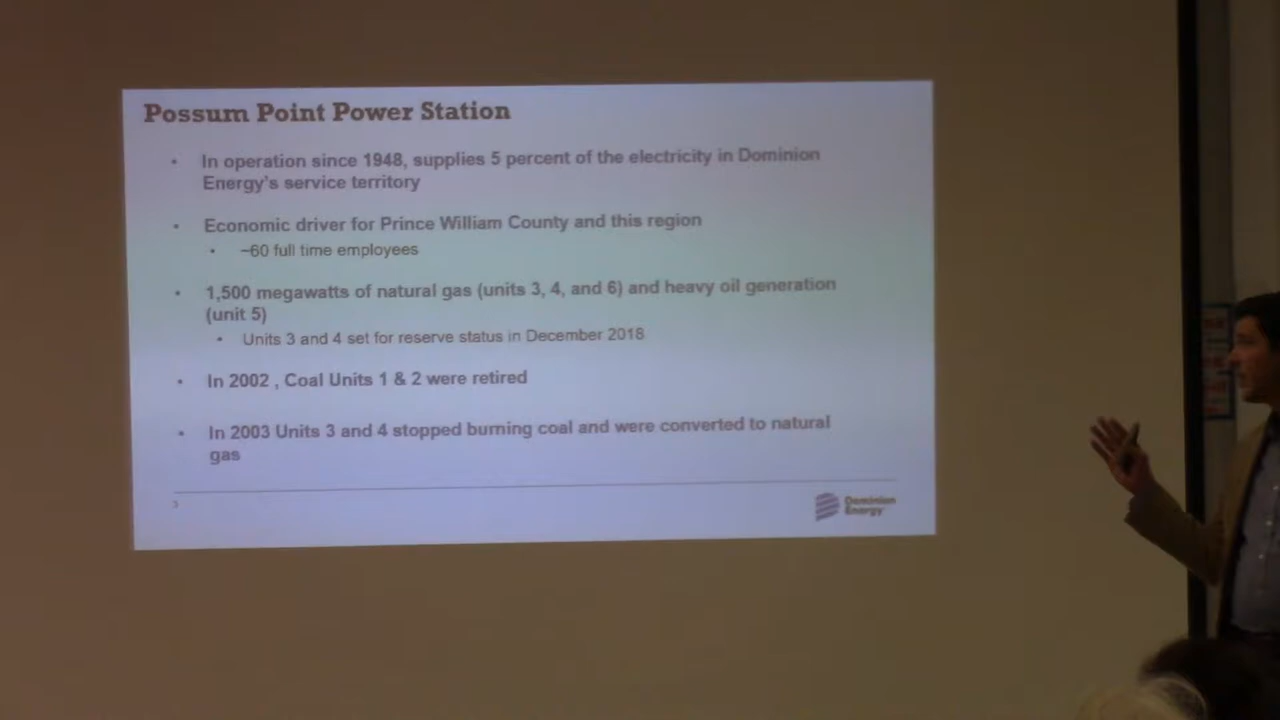 Possum Point Power Station
• In operation since 1948, supplies 5 percent of the electricity in Dominion
Energy's service territory
• Economic driver for Prince William County and this region
• ~60 full time employees
• 1,500 megawatts of natural gas (units 3, 4, and 6) and heavy oil generation
(unit 5)
• Units 3 and 4 set for reserve status in December 2018
• In 2002 , Coal Units 1 & 2 were retired
• In 2003 Units 3 and 4 stopped burning coal and were converted to natural
gas
Dominion
Energy